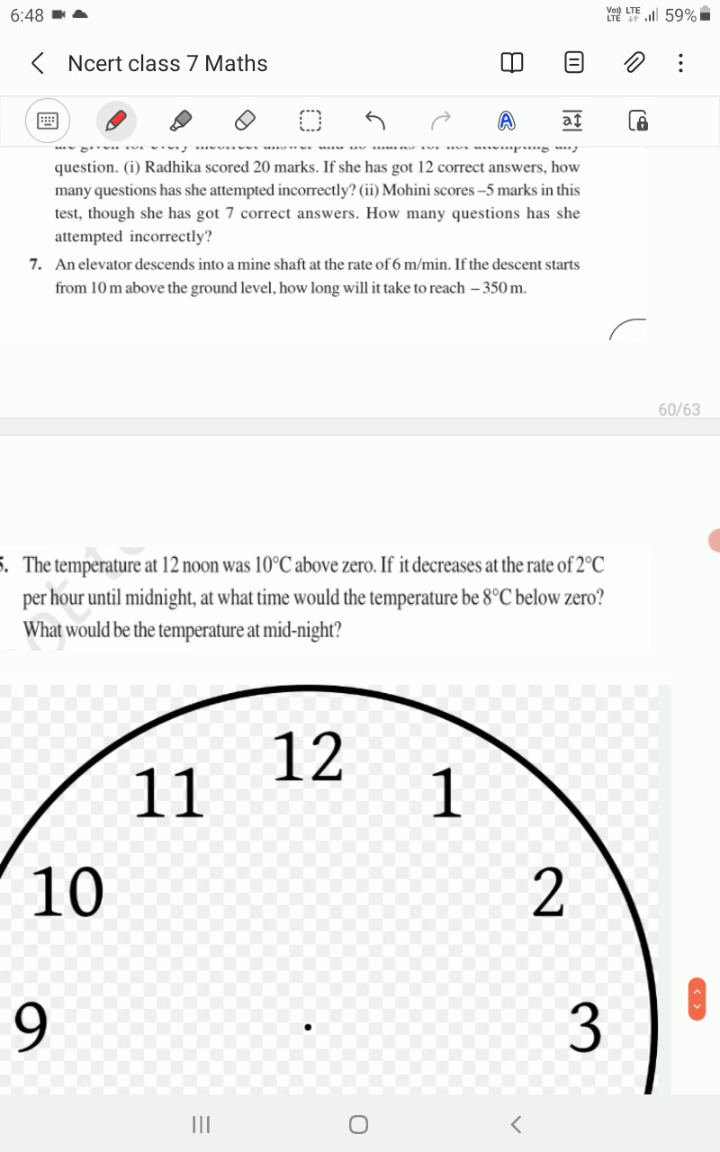 6:48
Vo) LTE
LTE
59%
Ncert class 7 Maths
A
a
question. (i) Radhika scored 20 marks. If she has got 12 correct answers, how
many questions has she attempted incorrectly? (ii) Mohini scores –5 marks in this
test, though she has got 7 correct answers. How many questions has she
attempted incorrectly?
7. An elevator descends into a mine shaft at the rate of 6 m/min. If the descent starts
from 10 m above the ground level, how long will it take to reach – 350 m.
60/63
5. The temperature at 12 noon was 10°C above zero. If it decreases at the rate of 2°C
per hour until midnight, at what time would the temperature be 8°C below zero?
What would be the temperature at mid-night?
12
11
1
10
2
9
3